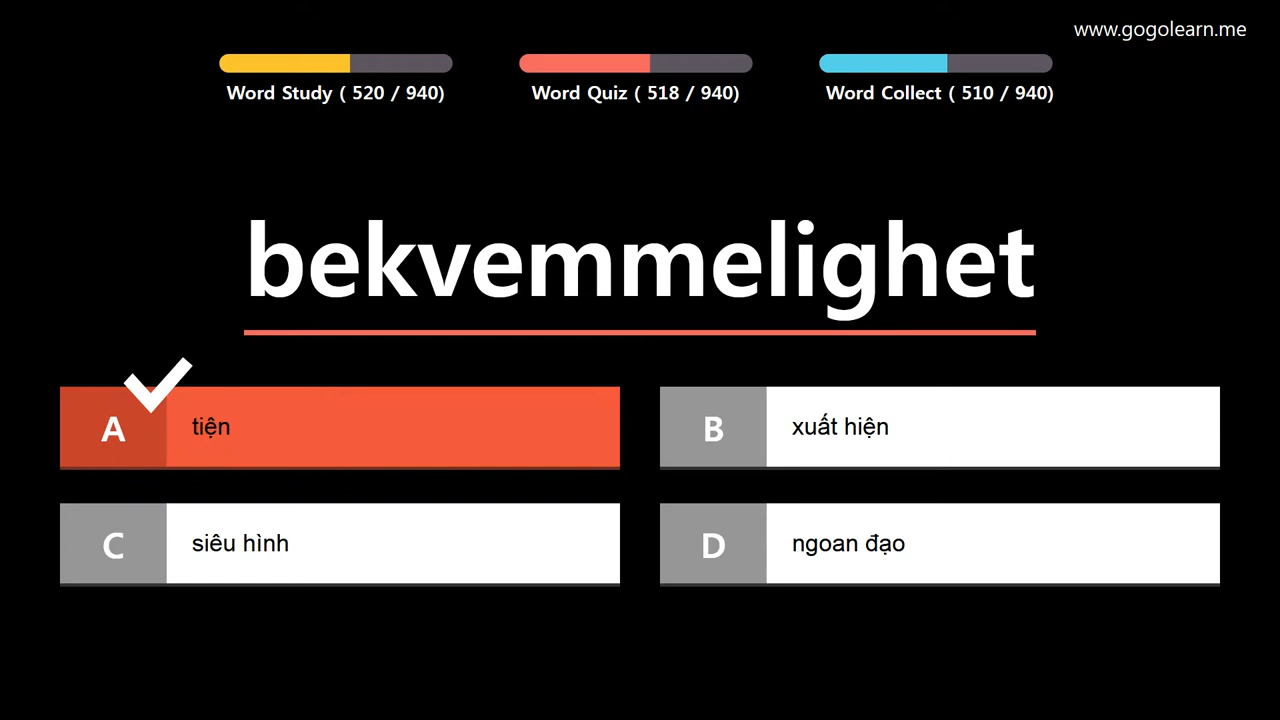 www.gogolearn.me
Word Study ( 520 / 940)
Word Quiz ( 518 / 940)
Word Collect ( 510 / 940)
bekvemmelighet
A tiện
B xuất hiện
C siêu hình
D ngoan đạo